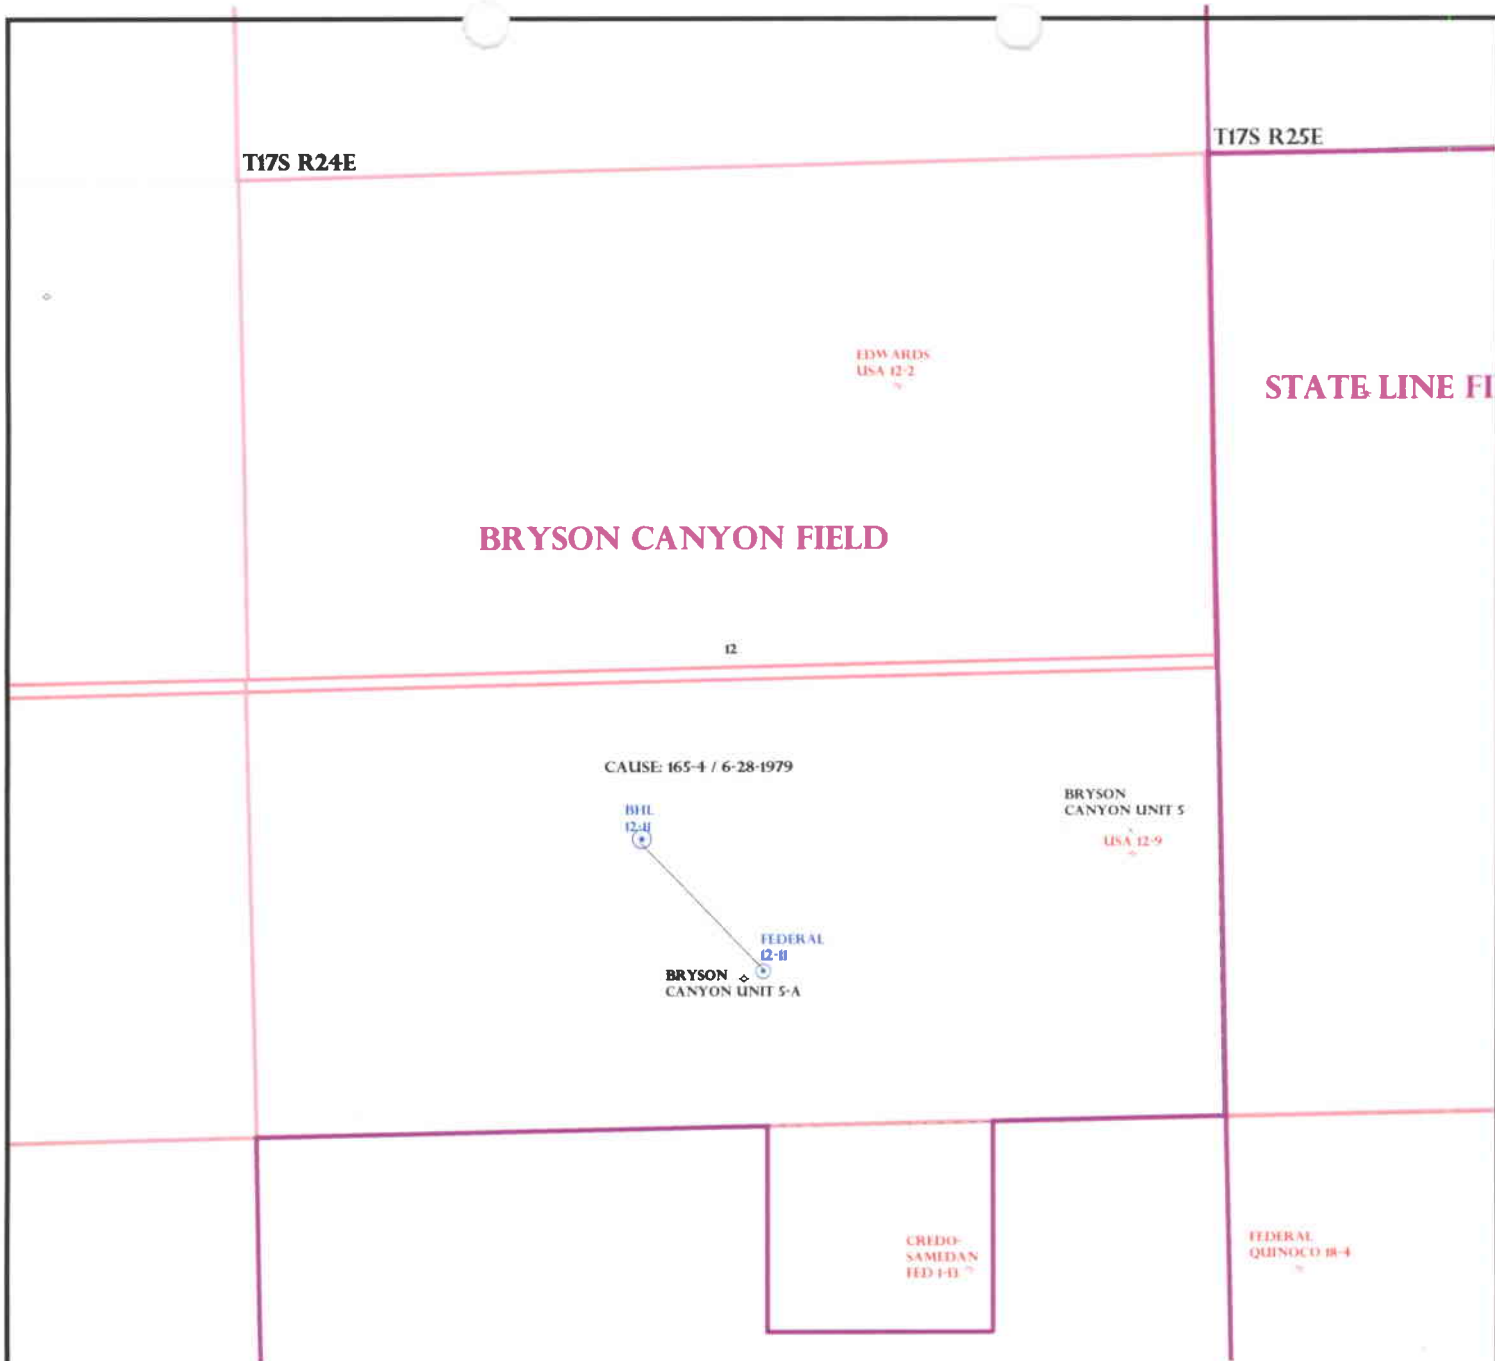 T17S R25E
T17S R24E
EDWARDS
USA 12-2
STATE LINE FI
BRYSON CANYON FIELD
12
CAUSE: 165-4 / 6-28-1979
BHL
12-11
BRYSON
CANYON UNIT 5
USA 12-9
FEDERAL
12-11
BRYSON
CANYON UNIT 5-A
CREDO-
SAMEDAN
FED 1-13
FEDERAL
QUINOCO 18-4